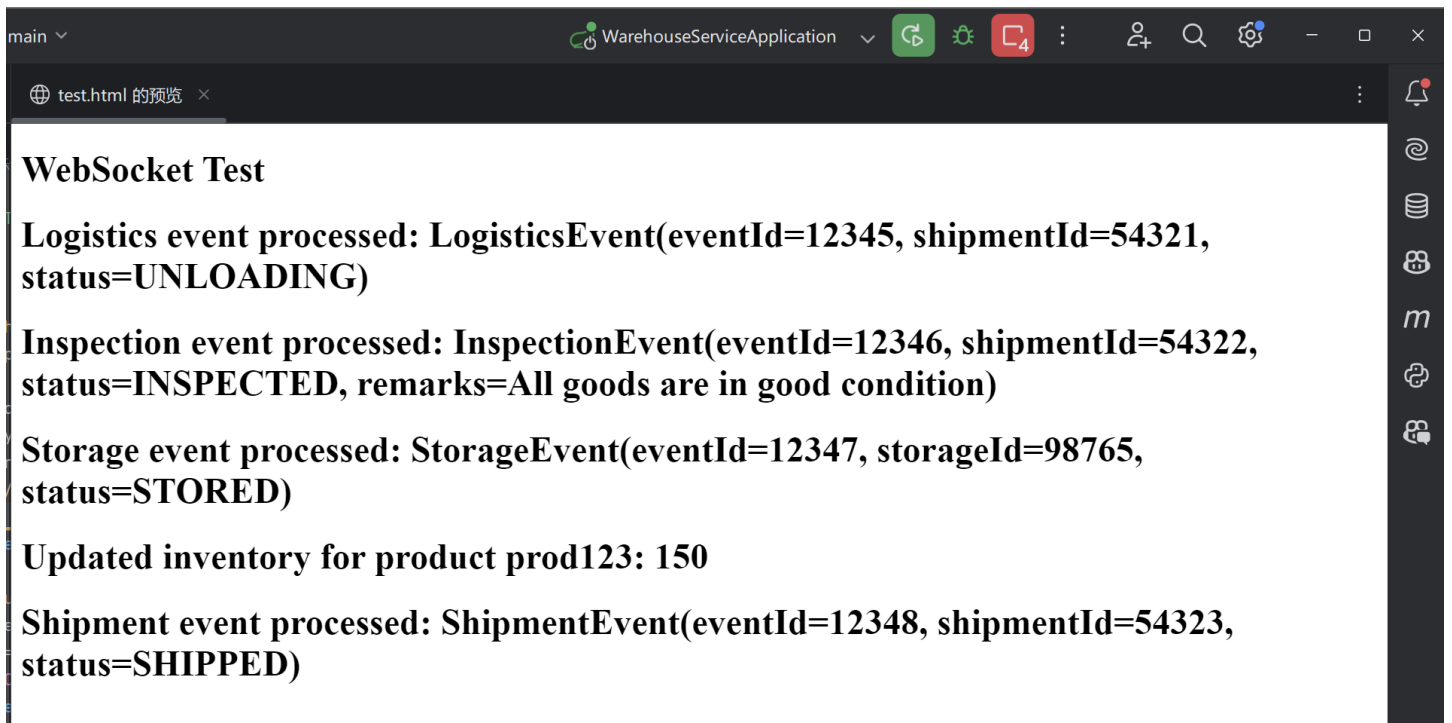 main
WarehouseServiceApplication
4
test.html 的预览
WebSocket Test
Logistics event processed: LogisticsEvent(eventId=12345, shipmentId=54321,
status=UNLOADING)
Inspection event processed: InspectionEvent(eventId=12346, shipmentId=54322,
status=INSPECTED, remarks=All goods are in good condition)
Storage event processed: StorageEvent(eventId=12347, storageId=98765,
status=STORED)
Updated inventory for product prod123: 150
Shipment event processed: ShipmentEvent(eventId=12348, shipmentId=54323,
status=SHIPPED)
m